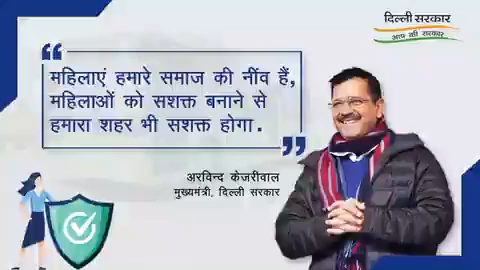 दिल्ली सरकार
आप की सरकार
महिलाएं हमारे समाज की नींव हैं,
महिलाओं को सशक्त बनाने से
हमारा शहर भी सशक्त होगा.
अरविन्द केजरीवाल
मुख्यमंत्री, दिल्ली सरकार